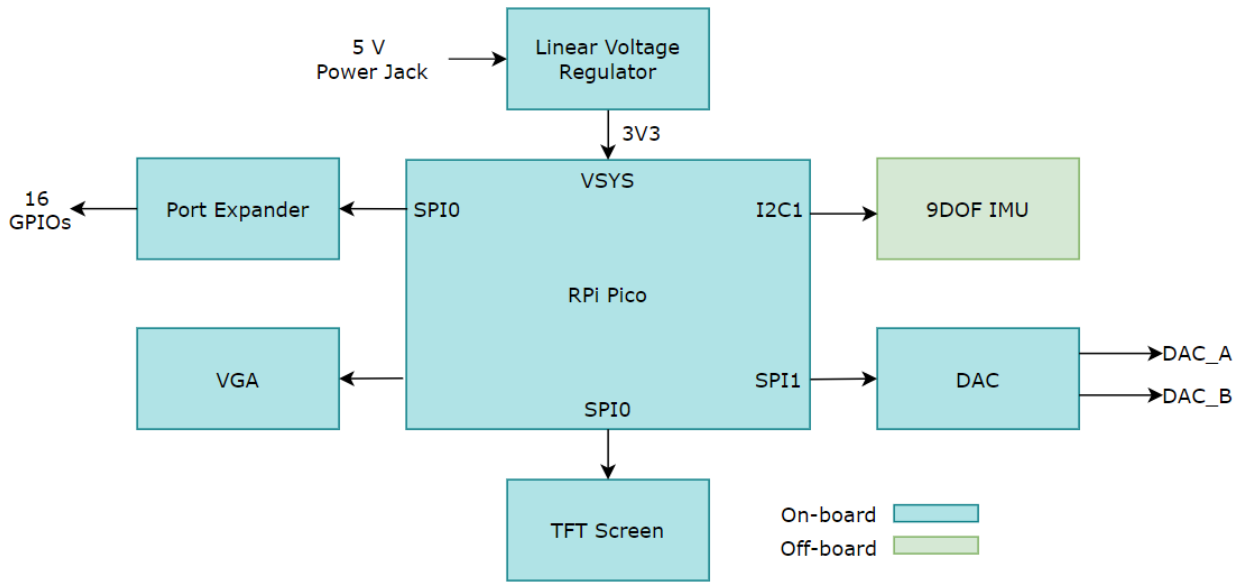 5 V
Power Jack
Linear Voltage
Regulator
3V3
16
GPIOs
Port Expander
SPI0
VSYS
I2C1
9DOF IMU
RPi Pico
VGA
SPI0
SPI1
DAC
DAC_A
DAC_B
TFT Screen
On-board
Off-board